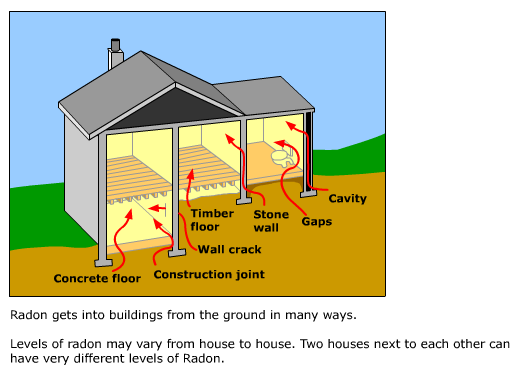 Cavity
Timber
floor
Stone
wall
Gaps
Wall crack
Concrete floor
Construction joint
Radon gets into buildings from the ground in many ways.
Levels of radon may vary from house to house. Two houses next to each other can
have very different levels of Radon.